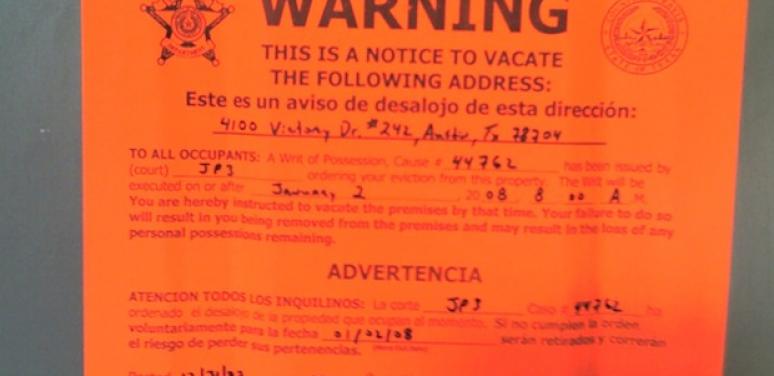 WARNING
THIS IS A NOTICE TO VACATE
THE FOLLOWING ADDRESS:
Este es un aviso de desalojo de esta dirección:
4100 Victory Dr. #242, Austin, Tx 78704
TO ALL OCCUPANTS: A Writ of Possession, Cause # 44762 has been issued by
(court) JP3 ordering your eviction from this property. The Writ will be
executed on or after January 2, 2008 8 00 A M.
You are hereby instructed to vacate the premises by that time. Your failure to do so
will result in you being removed from the premises and may result in the loss of any
personal possessions remaining.
ADVERTENCIA
ATENCION TODOS LOS INQUILINOS: La corte JP3 Caso # 44762 ha
ordenado el desalojo de la propiedad que ocupan al momento. Si no cumplen la orden
voluntariamente para la fecha 01/02/08 serán retirados y correran
el riesgo de perder sus pertenencias.